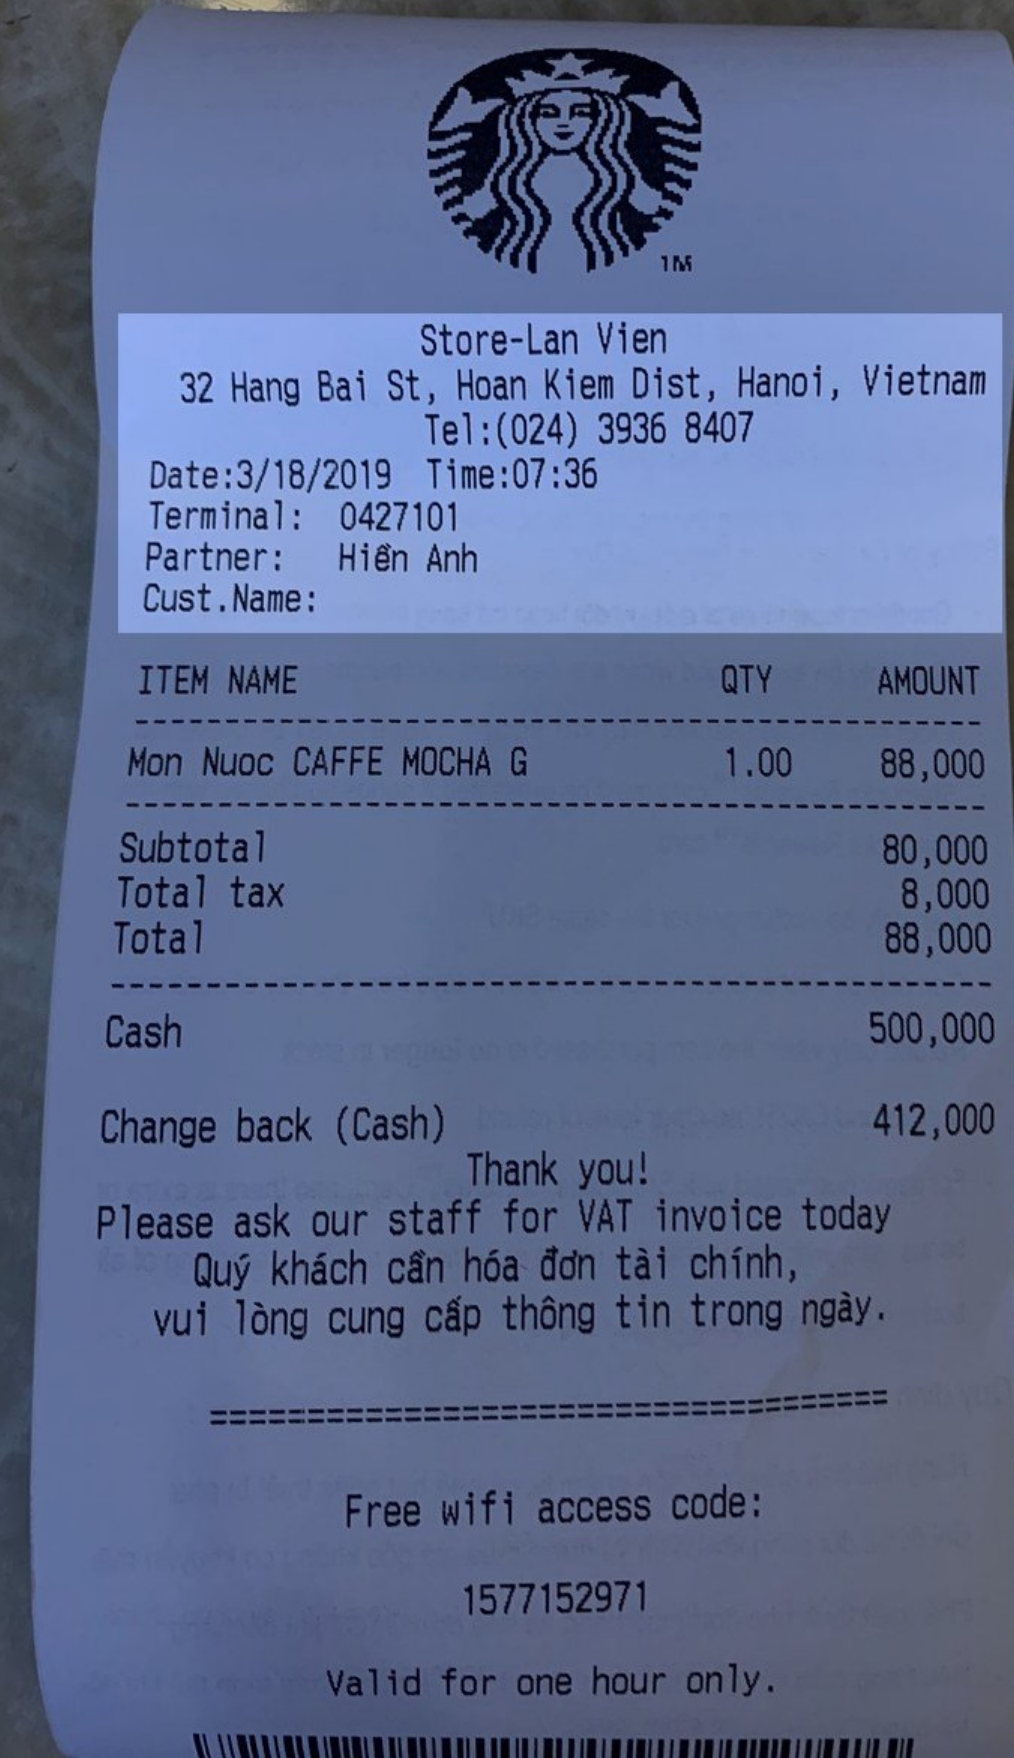 TM
Store-Lan Vien
32 Hang Bai St, Hoan Kiem Dist, Hanoi, Vietnam
Tel:(024) 3936 8407
Date:3/18/2019 Time:07:36
Terminal: 0427101
Partner: Hiền Anh
Cust.Name:
ITEM NAME QTY AMOUNT
Mon Nuoc CAFFE MOCHA G 1.00 88,000
Subtotal 80,000
Total tax 8,000
Total 88,000
Cash 500,000
Change back (Cash) 412,000
Thank you!
Please ask our staff for VAT invoice today
Quý khách cần hóa đơn tài chính,
vui lòng cung cấp thông tin trong ngày.
===================================
Free wifi access code:
1577152971
Valid for one hour only.